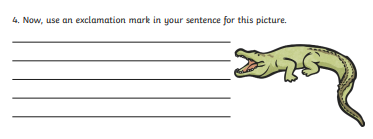 4. Now, use an exclamation mark in your sentence for this picture.